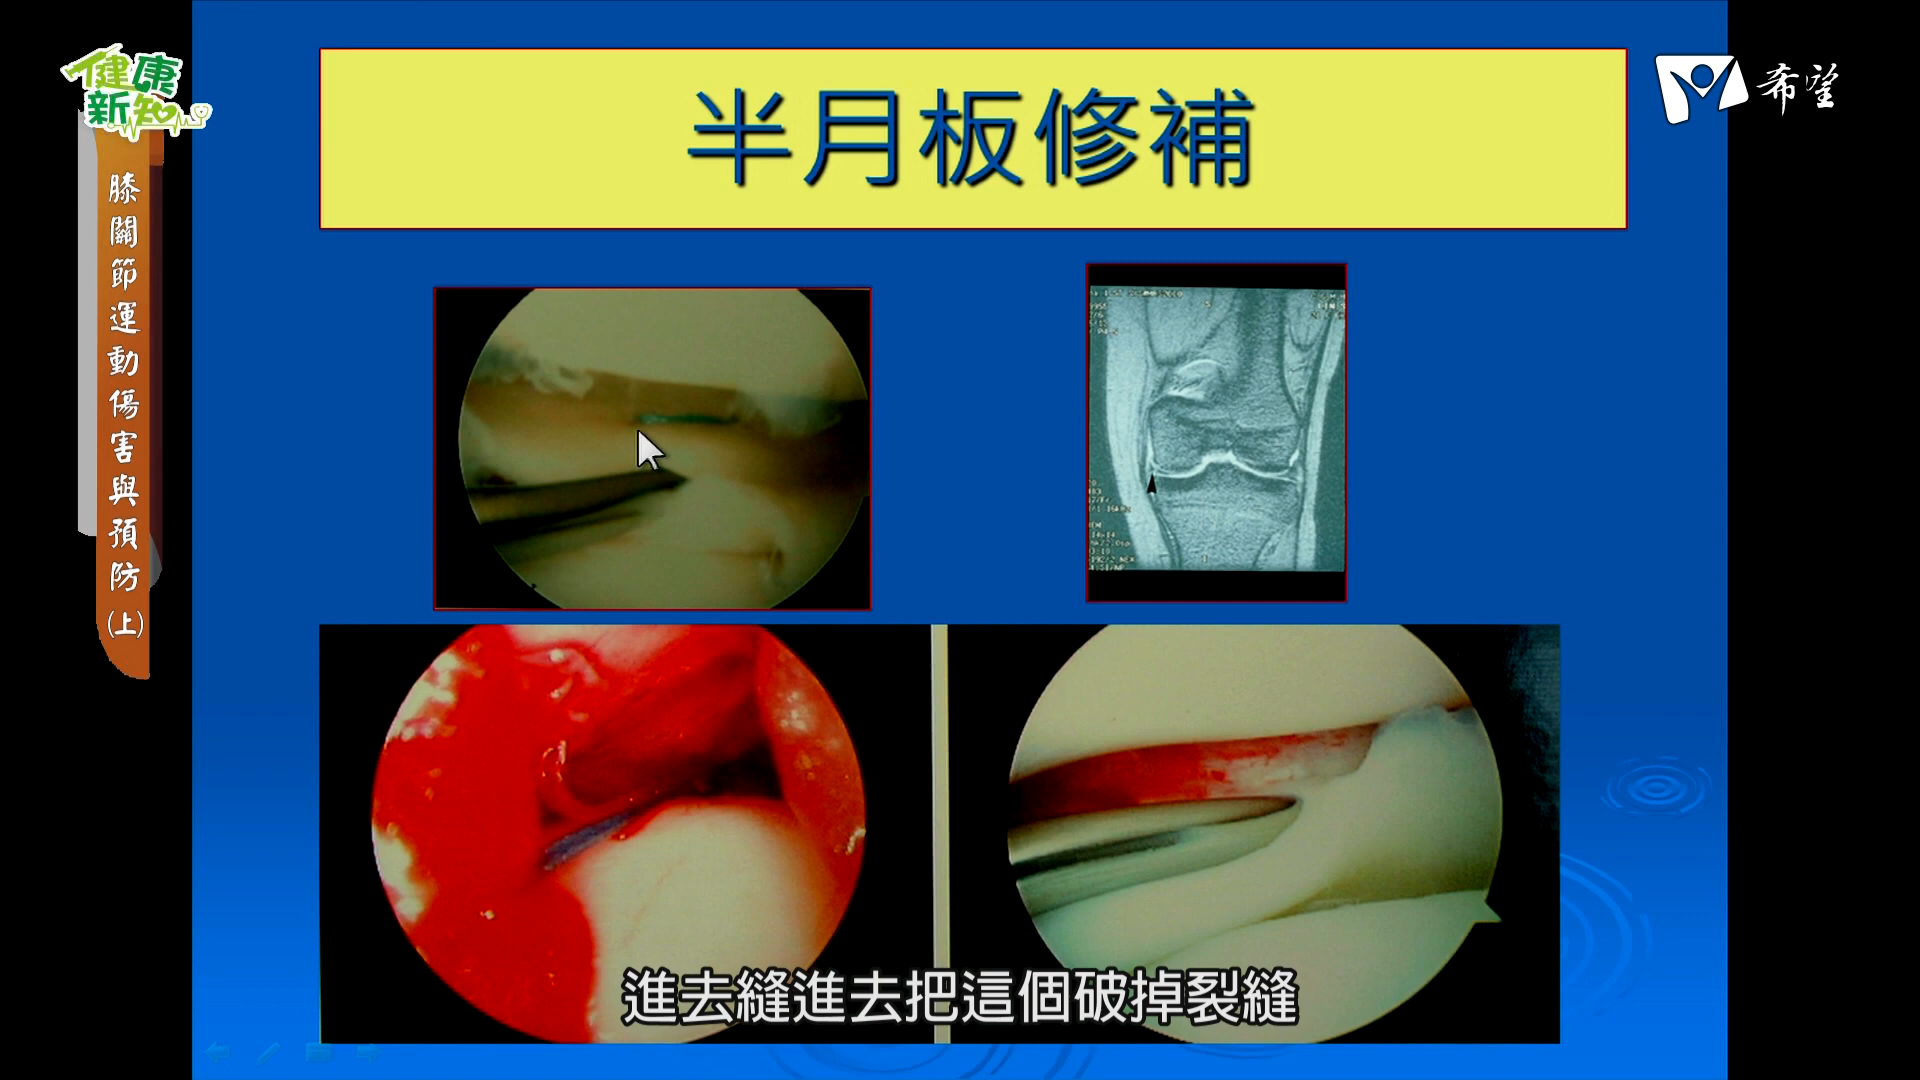 健康
新知
希望
半月板修補
膝關節運動傷害與預防(上)
進去縫進去把這個破掉裂縫